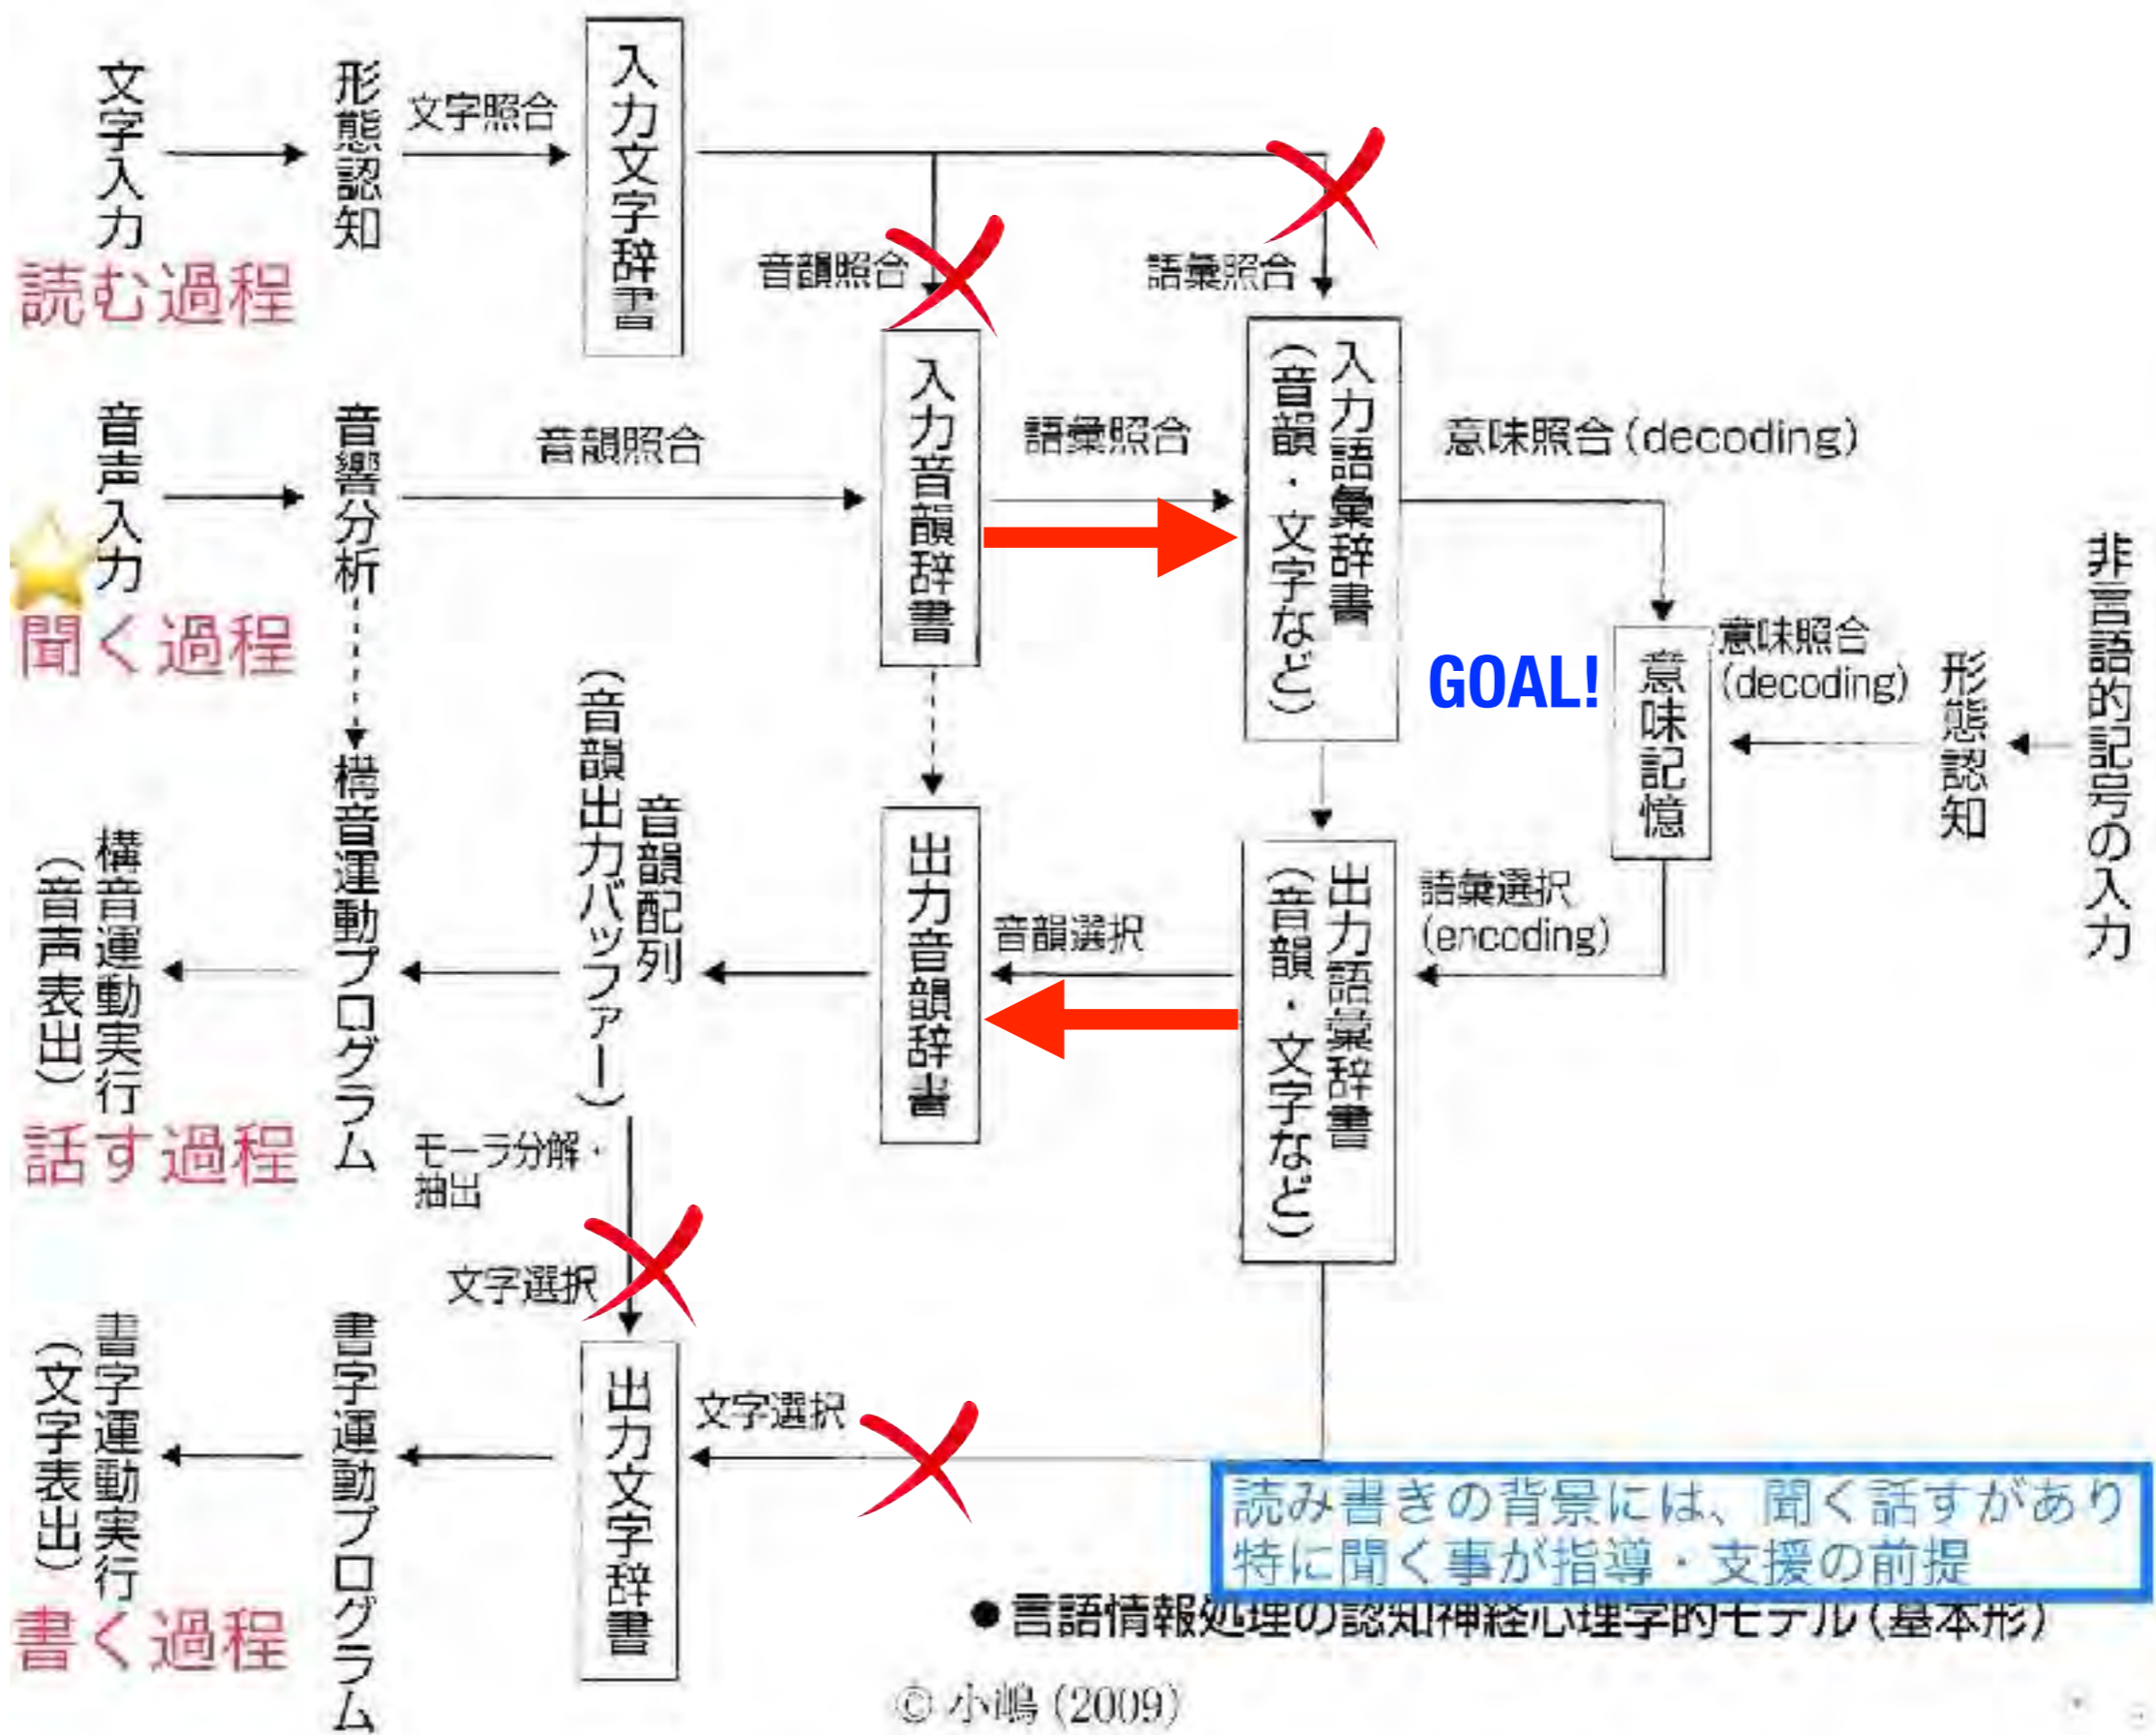 文字入力
形態認知
文字照合
入力文字辞書
読む過程
音韻照合
語彙照合
音声入力
音響分析
音韻照合
入力音韻辞書
語彙照合
入力語彙辞書
(音韻・文字など)
意味照合(decoding)
聞く過程
GOAL!
意味記憶
意味照合
(decoding)
形態認知
非言語的記号の入力
構音運動実行
(音声表出)
構音運動プログラム
音韻配列
(音韻出力バッファー)
出力音韻辞書
音韻選択
出力語彙辞書
(音韻・文字など)
語彙選択
(encoding)
話す過程
モーラ分解・
抽出
文字選択
書字運動実行
(文字表出)
書字運動プログラム
出力文字辞書
文字選択
書く過程
読み書きの背景には、聞く話すがあり
特に聞く事が指導・支援の前提
●言語情報処理の認知神経心理学的モデル(基本形)
© 小嶋 (2009)